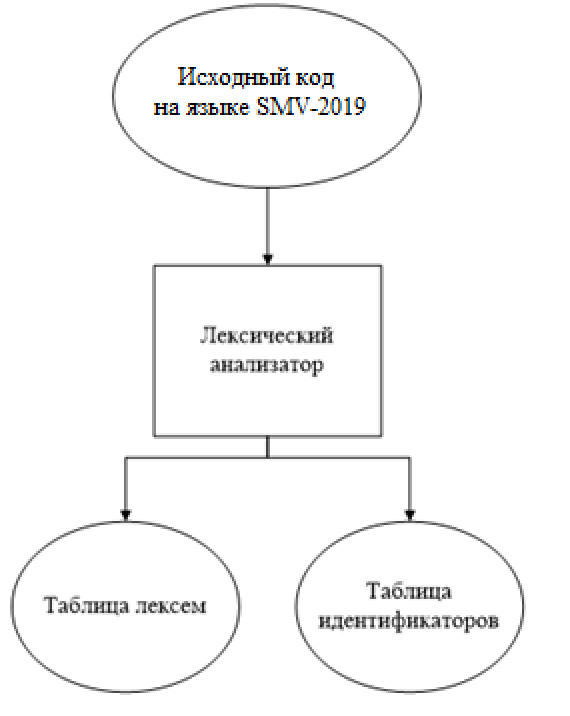 Исходный код
на языке SMV-2019
Лексический
анализатор
Таблица лексем
Таблица
идентификаторов